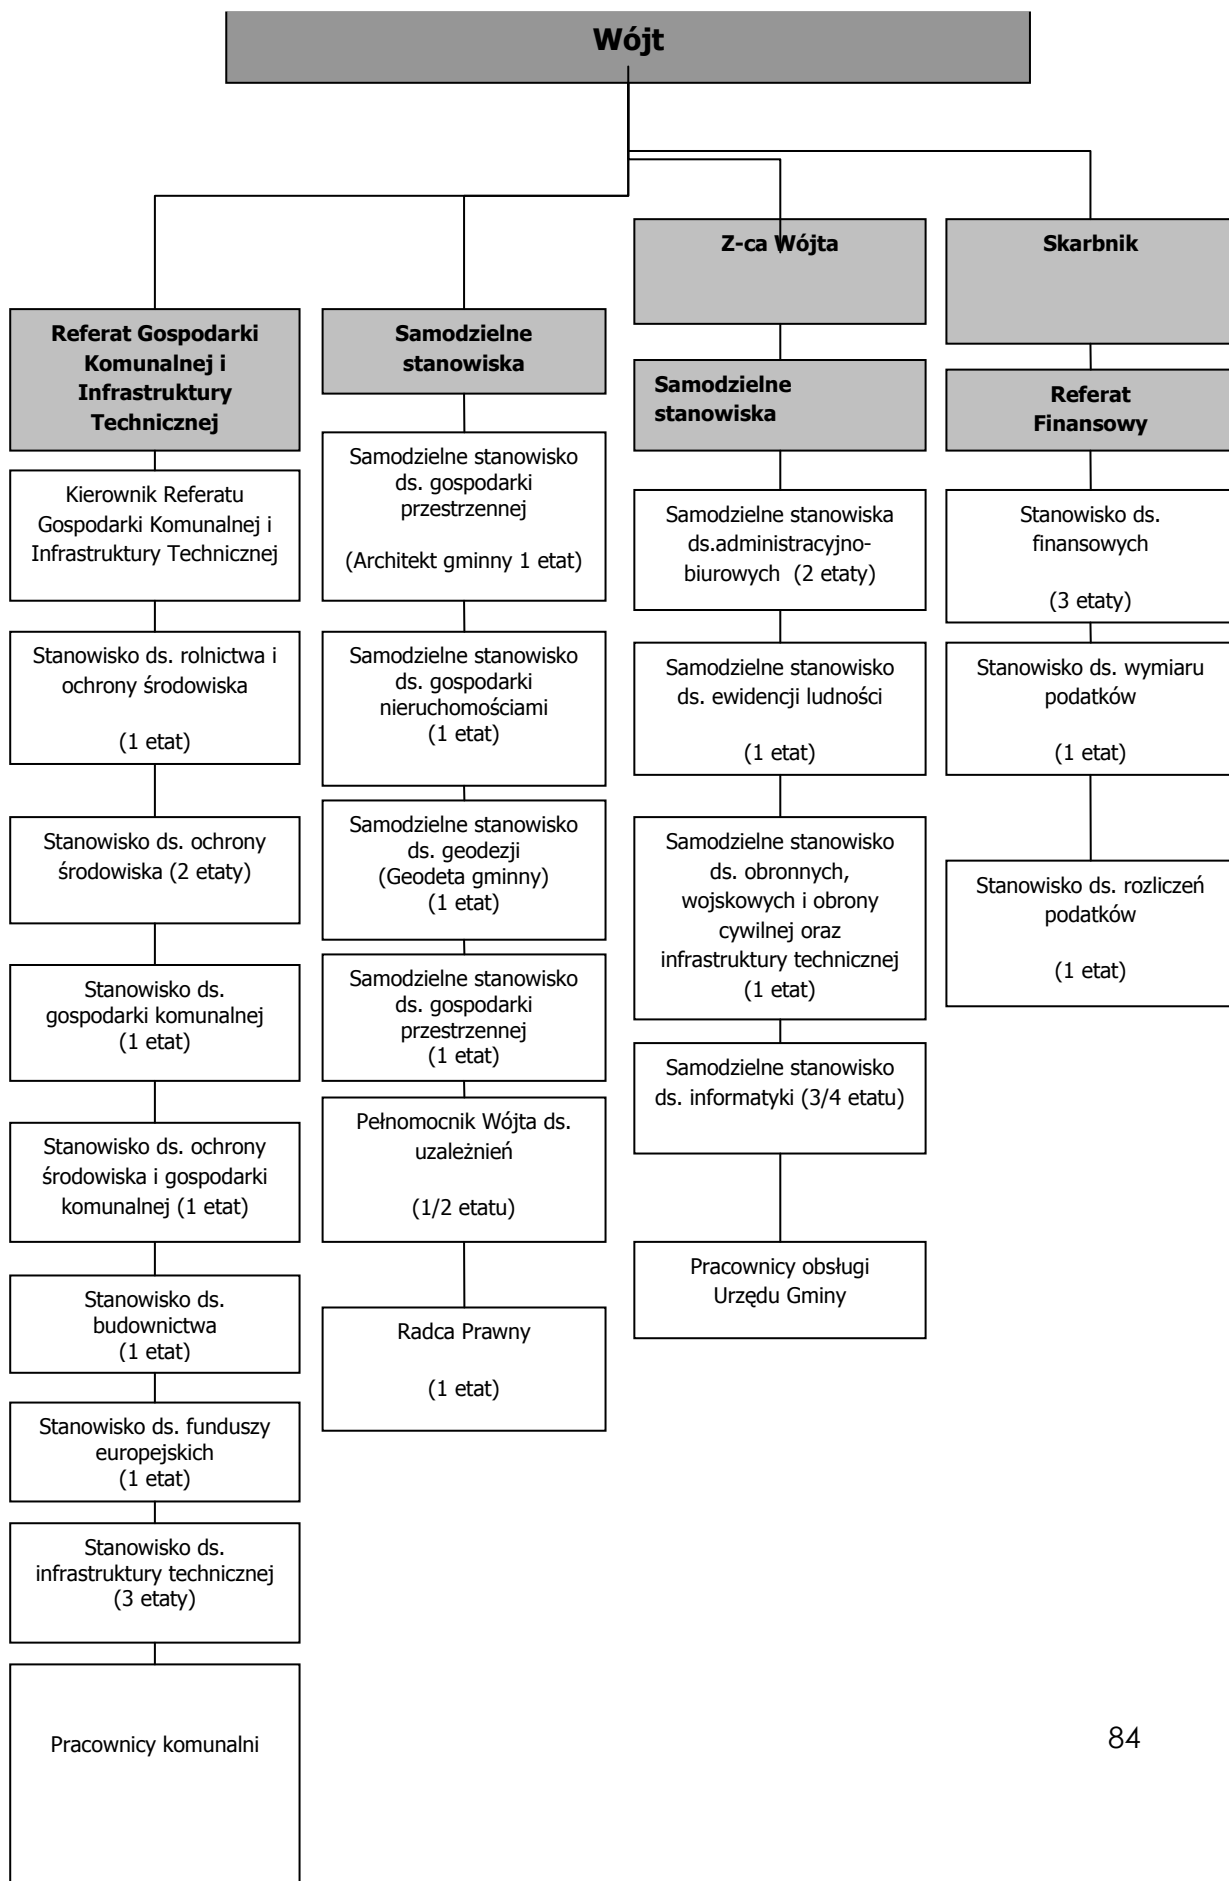 Wójt
Z-ca Wójta
Skarbnik
Referat Gospodarki
Komunalnej i
Infrastruktury
Technicznej
Kierownik Referatu
Gospodarki Komunalnej i
Infrastruktury Technicznej
Stanowisko ds. rolnictwa i
ochrony środowiska
(1 etat)
Stanowisko ds. ochrony
środowiska (2 etaty)
Stanowisko ds.
gospodarki komunalnej
(1 etat)
Stanowisko ds. ochrony
środowiska i gospodarki
komunalnej (1 etat)
Stanowisko ds.
budownictwa
(1 etat)
Stanowisko ds. funduszy
europejskich
(1 etat)
Stanowisko ds.
infrastruktury technicznej
(3 etaty)
Pracownicy komunalni
Samodzielne
stanowiska
Samodzielne stanowisko
ds. gospodarki
przestrzennej
(Architekt gminny 1 etat)
Samodzielne stanowisko
ds. gospodarki
nieruchomościami
(1 etat)
Samodzielne stanowisko
ds. geodezji
(Geodeta gminny)
(1 etat)
Samodzielne stanowisko
ds. gospodarki
przestrzennej
(1 etat)
Pełnomocnik Wójta ds.
uzależnień
(1/2 etatu)
Radca Prawny
(1 etat)
Samodzielne
stanowiska
Samodzielne stanowiska
ds.administracyjno-
biurowych (2 etaty)
Samodzielne stanowisko
ds. ewidencji ludności
(1 etat)
Samodzielne stanowisko
ds. obronnych,
wojskowych i obrony
cywilnej oraz
infrastruktury technicznej
(1 etat)
Samodzielne stanowisko
ds. informatyki (3/4 etatu)
Pracownicy obsługi
Urzędu Gminy
Referat
Finansowy
Stanowisko ds.
finansowych
(3 etaty)
Stanowisko ds. wymiaru
podatków
(1 etat)
Stanowisko ds. rozliczeń
podatków
(1 etat)
84